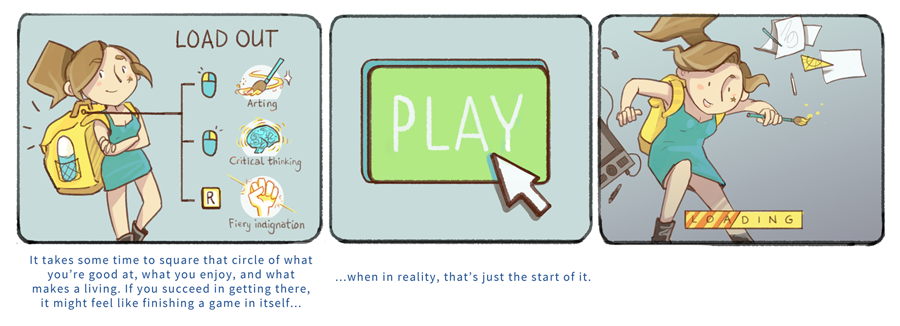 LOAD OUT
Arting
Critical thinking
R
Fiery indignation
It takes some time to square that circle of what
you're good at, what you enjoy, and what
makes a living. If you succeed in getting there,
it might feel like finishing a game in itself...
PLAY
...when in reality, that's just the start of it.
LOADING